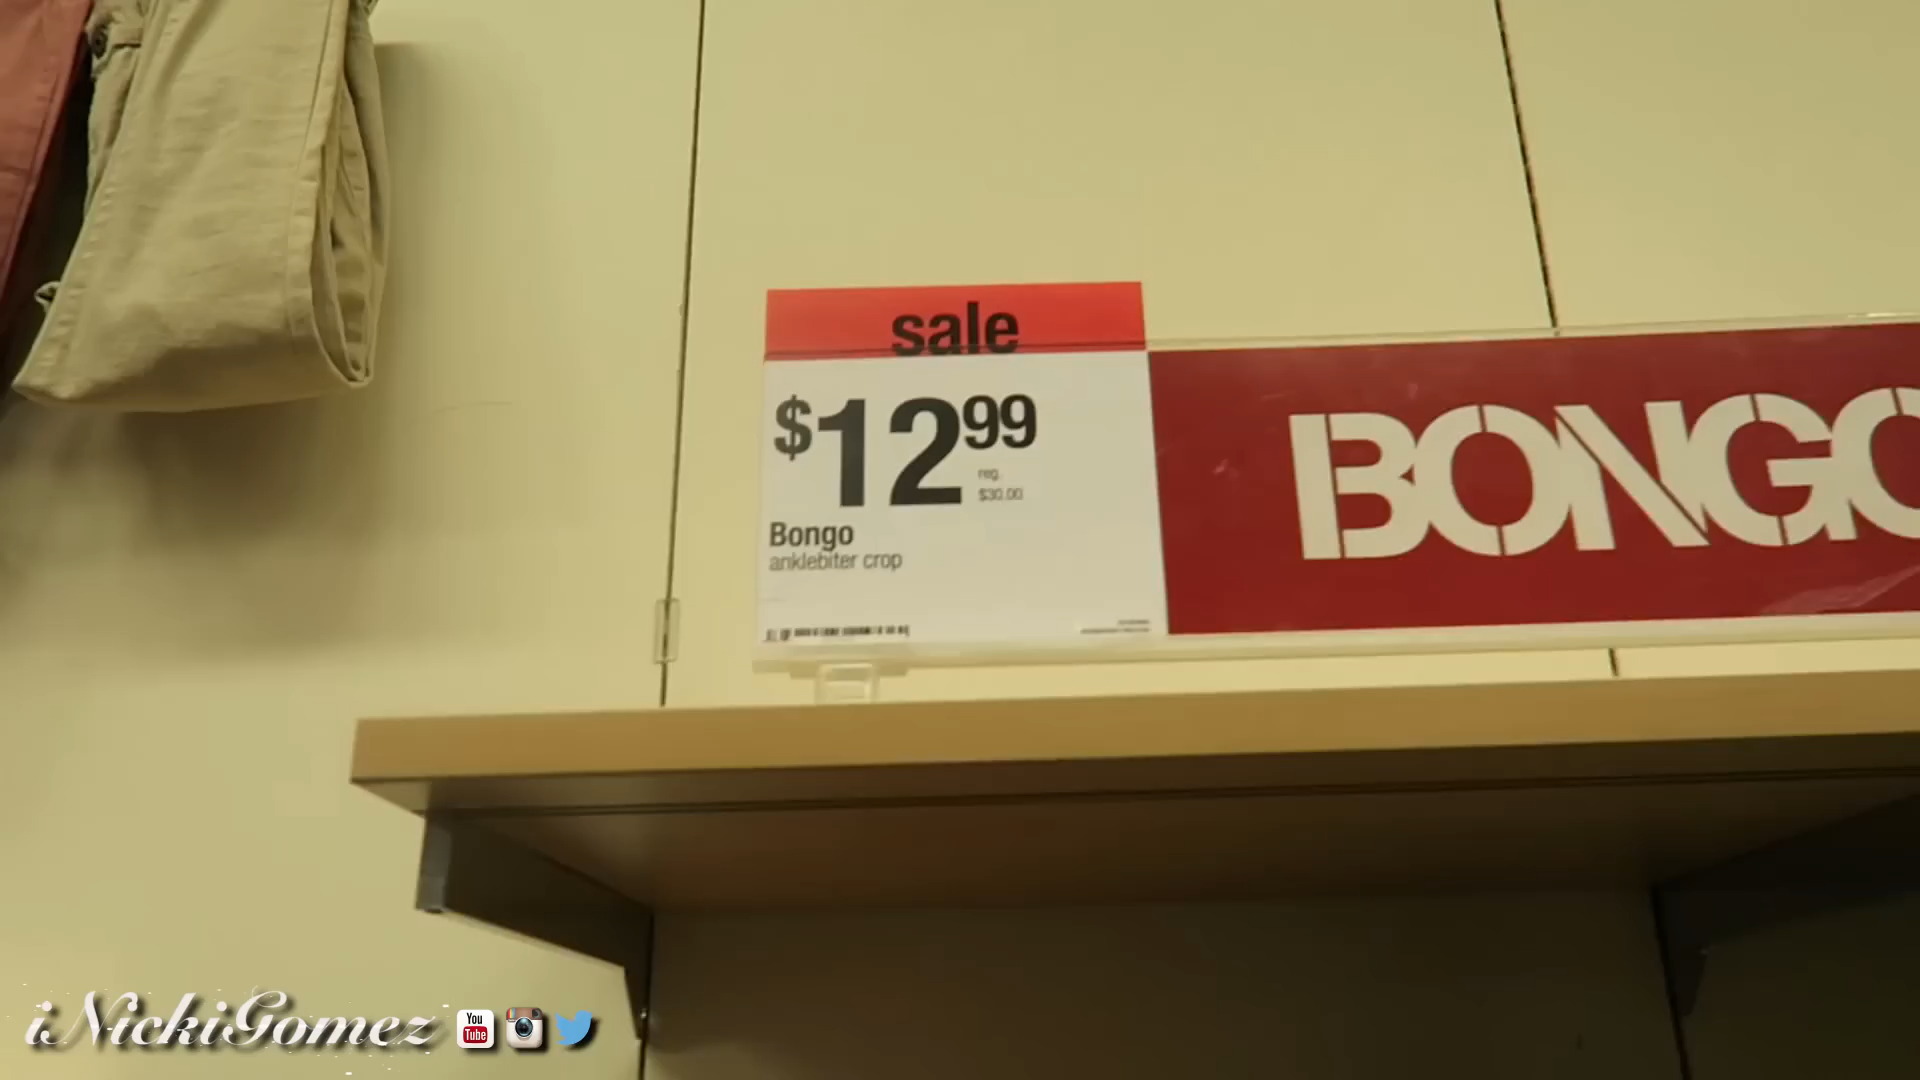 sale
$12 99
reg.
$30.00
Bongo
anklebiter crop
BONGO
iNickiGomez You Tube